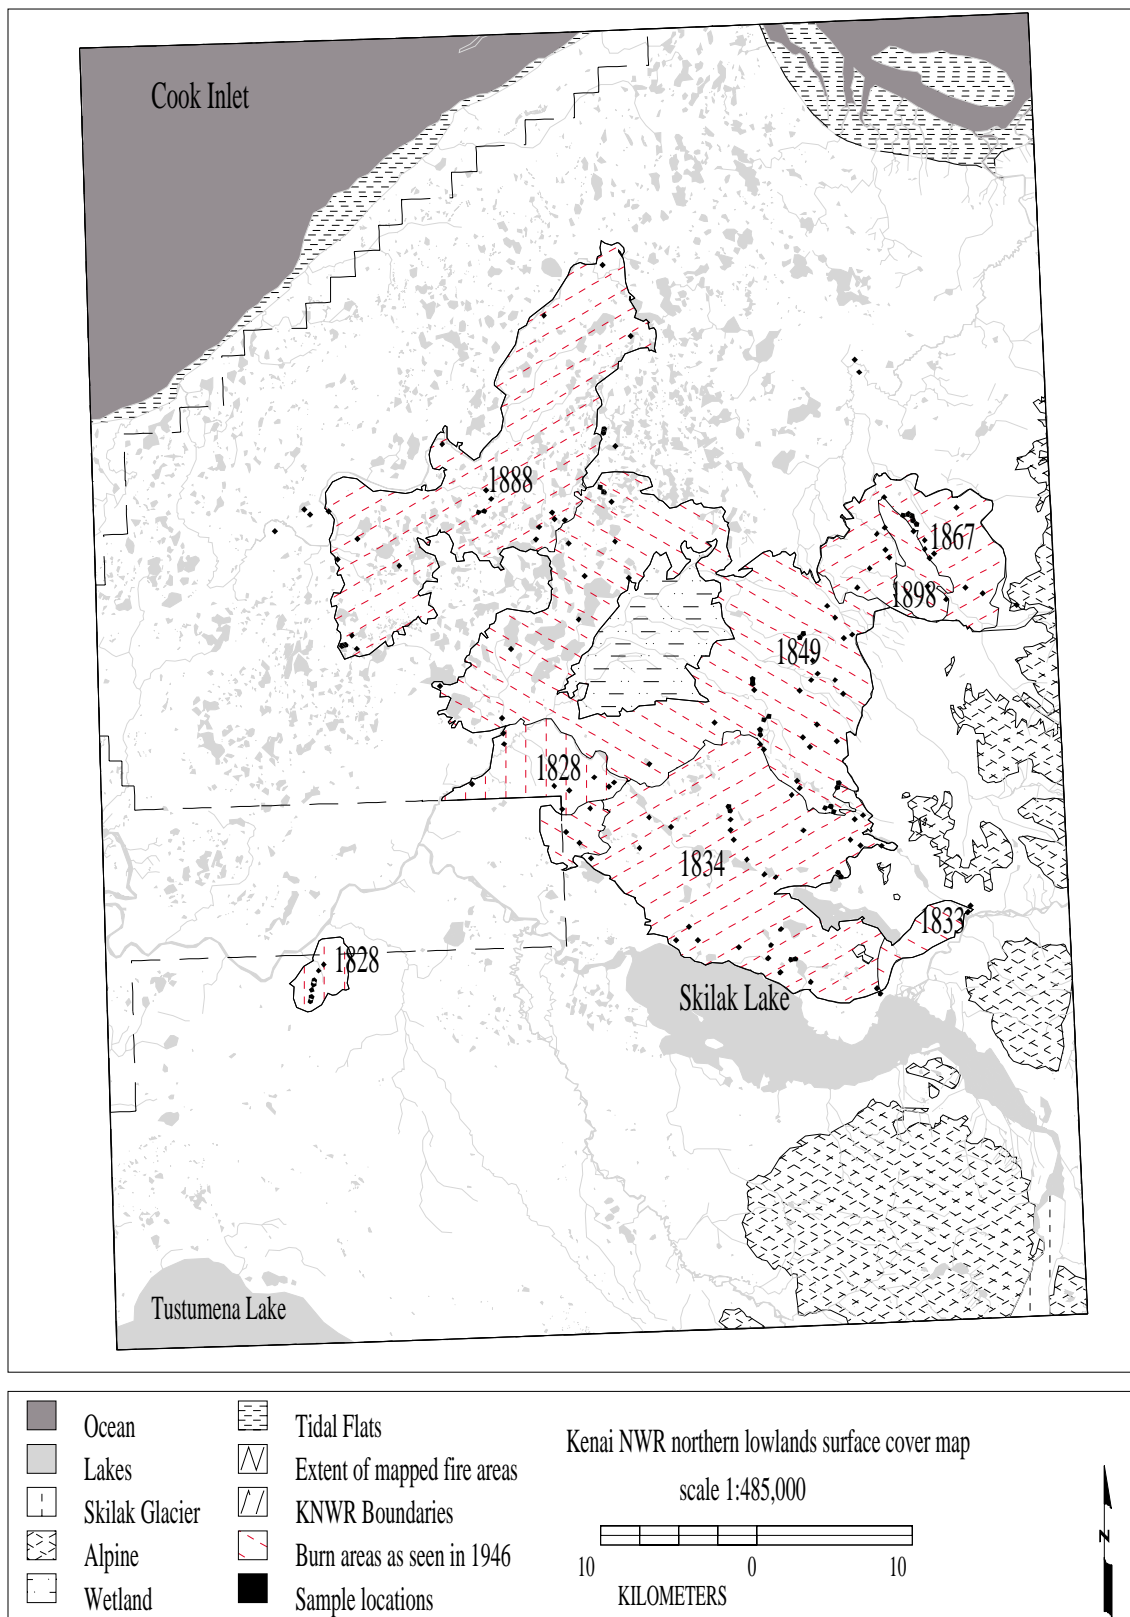 Cook Inlet
1888
1867
1898
1849
1828
1834
1833
1828
Skilak Lake
Tustumena Lake
Ocean
Lakes
Skilak Glacier
Alpine
Wetland
Tidal Flats
Extent of mapped fire areas
KNWR Boundaries
Burn areas as seen in 1946
Sample locations
Kenai NWR northern lowlands surface cover map
scale 1:485,000
10 0 10
KILOMETERS
N